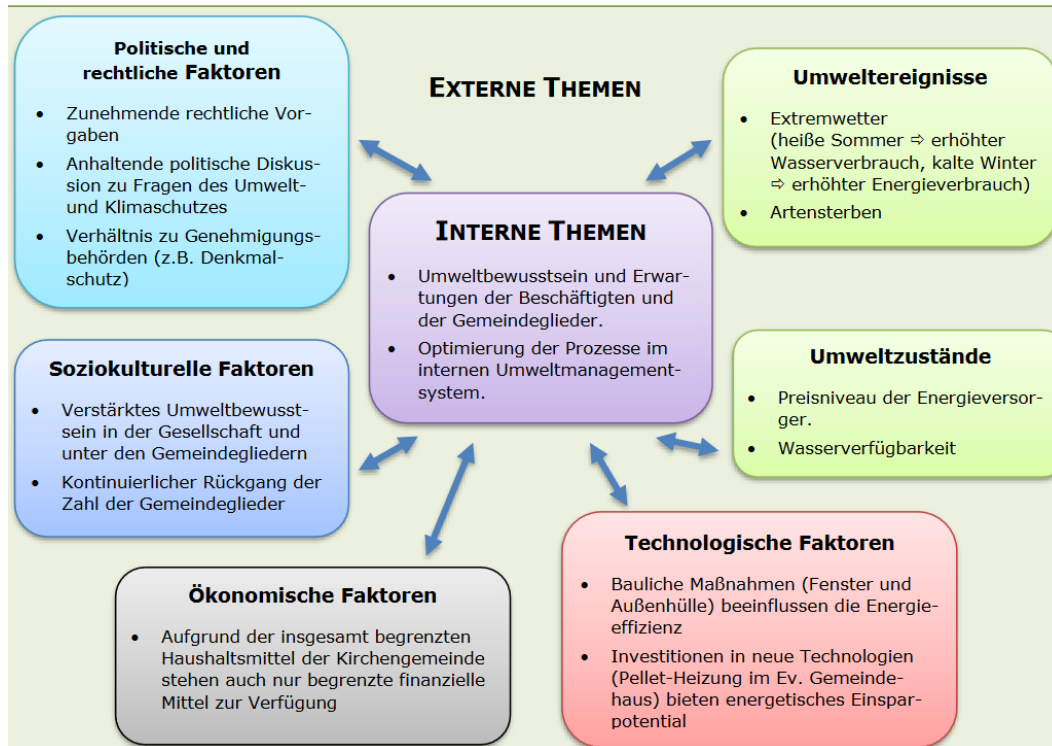 Politische und
rechtliche Faktoren
• Zunehmende rechtliche Vor-
gaben
• Anhaltende politische Diskus-
sion zu Fragen des Umwelt-
und Klimaschutzes
• Verhältnis zu Genehmigungs-
behörden (z.B. Denkmal-
schutz)
EXTERNE THEMEN
Umweltereignisse
• Extremwetter
(heiße Sommer ⇨ erhöhter
Wasserverbrauch, kalte Winter
⇨ erhöhter Energieverbrauch)
• Artensterben
INTERNE THEMEN
• Umweltbewusstsein und Erwar-
tungen der Beschäftigten und
der Gemeindeglieder.
• Optimierung der Prozesse im
internen Umweltmanagement-
system.
Soziokulturelle Faktoren
• Verstärktes Umweltbewusst-
sein in der Gesellschaft und
unter den Gemeindegliedern
• Kontinuierlicher Rückgang der
Zahl der Gemeindeglieder
Umweltzustände
• Preisniveau der Energieversor-
ger.
• Wasserverfügbarkeit
Ökonomische Faktoren
• Aufgrund der insgesamt begrenzten
Haushaltsmittel der Kirchengemeinde
stehen auch nur begrenzte finanzielle
Mittel zur Verfügung
Technologische Faktoren
• Bauliche Maßnahmen (Fenster und
Außenhülle) beeinflussen die Energie-
effizienz
• Investitionen in neue Technologien
(Pellet-Heizung im Ev. Gemeinde-
haus) bieten energetisches Einspar-
potential